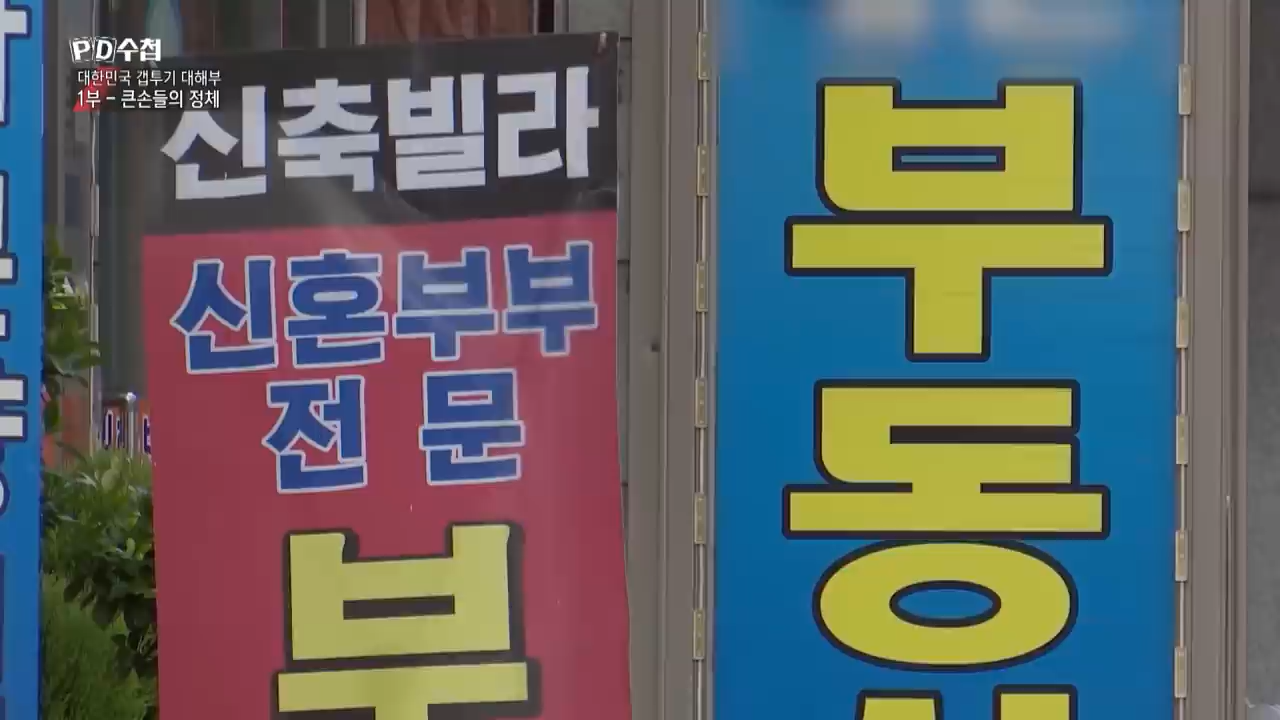 PD수첩
대한민국 갭투기 대해부
1부 - 큰손들의 정체
신축빌라
신혼부부
전 문
부
부
동